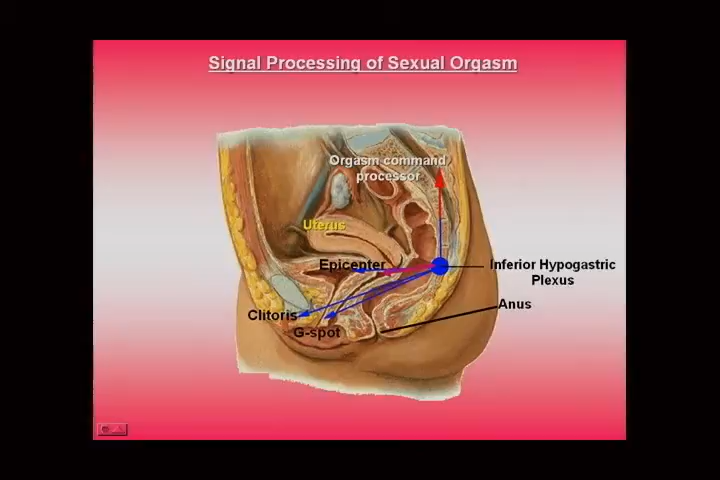 Signal Processing of Sexual Orgasm
Orgasm command
processor
Uterus
Epicenter
Inferior Hypogastric
Plexus
Anus
Clitoris
G-spot